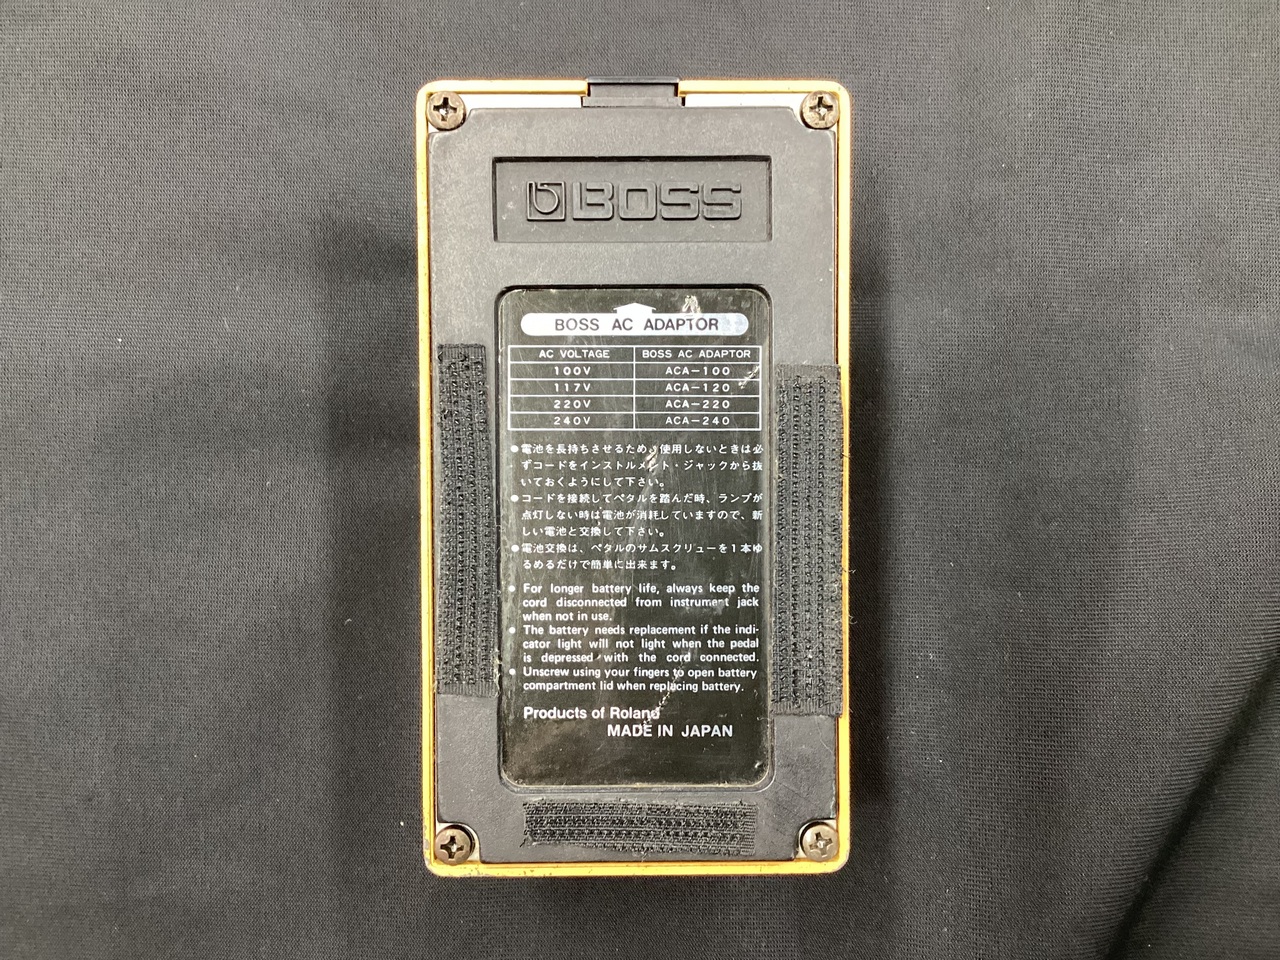 BOSS
BOSS AC ADAPTOR
AC VOLTAGE BOSS AC ADAPTOR
100V ACA-100
117V ACA-120
220V ACA-220
240V ACA-240
●電池を長持ちさせるため、使用しないときは必
ずコードをインストルメント・ジャックから抜
いておくようにして下さい。
●コードを接続してペタルを踏んだ時、ランプが
点灯しない時は電池が消耗していますので、新
しい電池と交換して下さい。
●電池交換は、ペタルのサムスクリューを1本ゆ
るめるだけで簡単に出来ます。
● For longer battery life, always keep the
cord disconnected from instrument jack
when not in use.
● The battery needs replacement if the indi-
cator light will not light when the pedal
is depressed with the cord connected.
● Unscrew using your fingers to open battery
compartment lid when replacing battery.
Products of Roland
MADE IN JAPAN